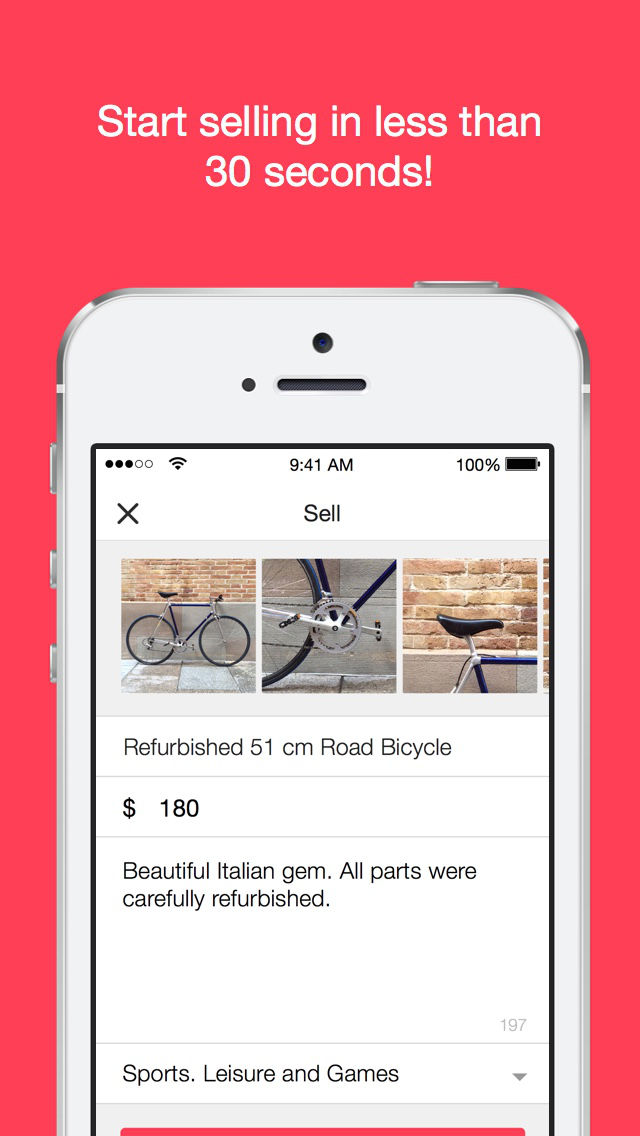 Start selling in less than
30 seconds!
9:41 AM
100%
Sell
Refurbished 51 cm Road Bicycle
$ 180
Beautiful Italian gem. All parts were
carefully refurbished.
197
Sports. Leisure and Games